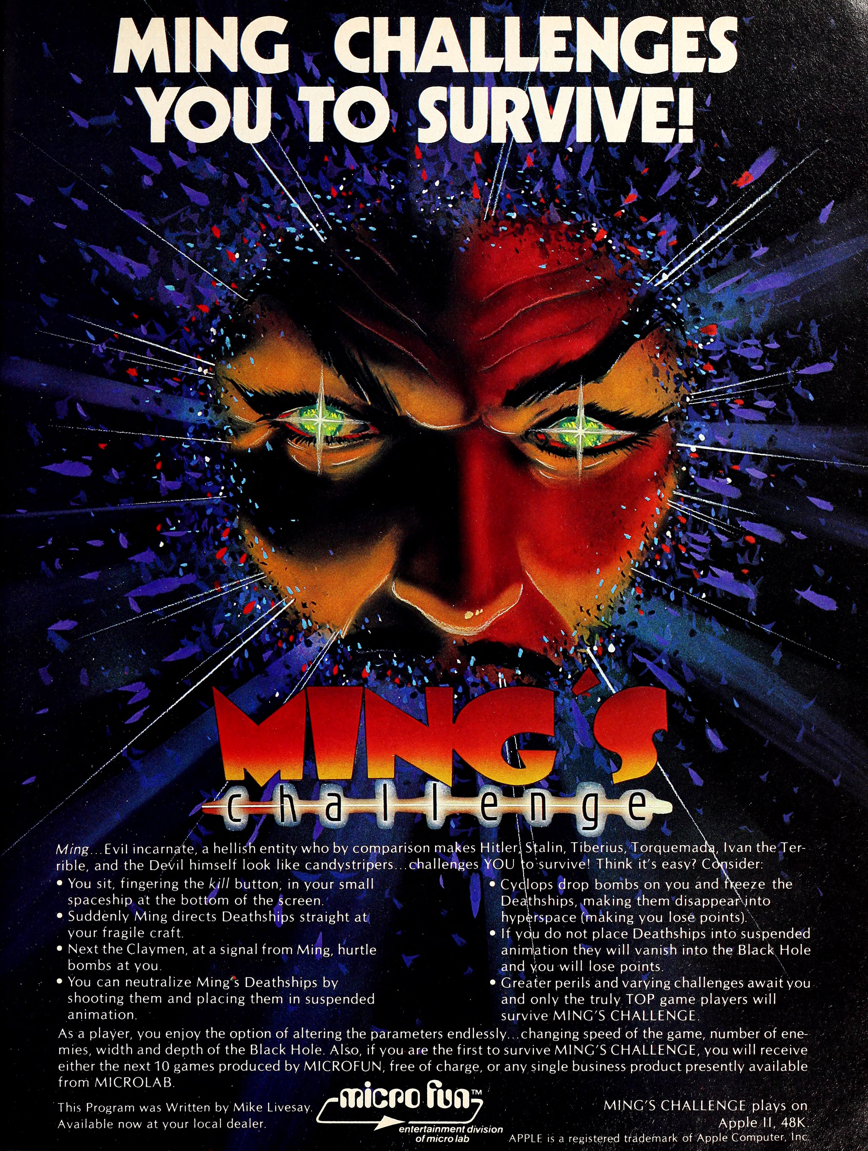 MING CHALLENGES
YOU TO SURVIVE!
MING'S
challenge
Ming...Evil incarnate, a hellish entity who by comparison makes Hitler, Stalin, Tiberius, Torquemada, Ivan the Ter-
rible, and the Devil himself look like candystripers...challenges YOU to survive! Think it's easy? Consider:
• You sit, fingering the kill button, in your small
spaceship at the bottom of the screen.
• Suddenly Ming directs Deathships straight at
your fragile craft.
• Next the Claymen, at a signal from Ming, hurtle
bombs at you.
• You can neutralize Ming's Deathships by
shooting them and placing them in suspended
animation.
• Cyclops drop bombs on you and freeze the
Deathships, making them disappear into
hyperspace (making you lose points).
• If you do not place Deathships into suspended
animation they will vanish into the Black Hole
and you will lose points.
• Greater perils and varying challenges await you
and only the truly TOP game players will
survive MING'S CHALLENGE.
As a player, you enjoy the option of altering the parameters endlessly...changing speed of the game, number of ene-
mies, width and depth of the Black Hole. Also, if you are the first to survive MING'S CHALLENGE, you will receive
either the next 10 games produced by MICROFUN, free of charge, or any single business product presently available
from MICROLAB.
This Program was Written by Mike Livesay.
Available now at your local dealer.
micro fun™
entertainment division
of micro lab
MING'S CHALLENGE plays on
Apple II, 48K.
APPLE is a registered trademark of Apple Computer, Inc.